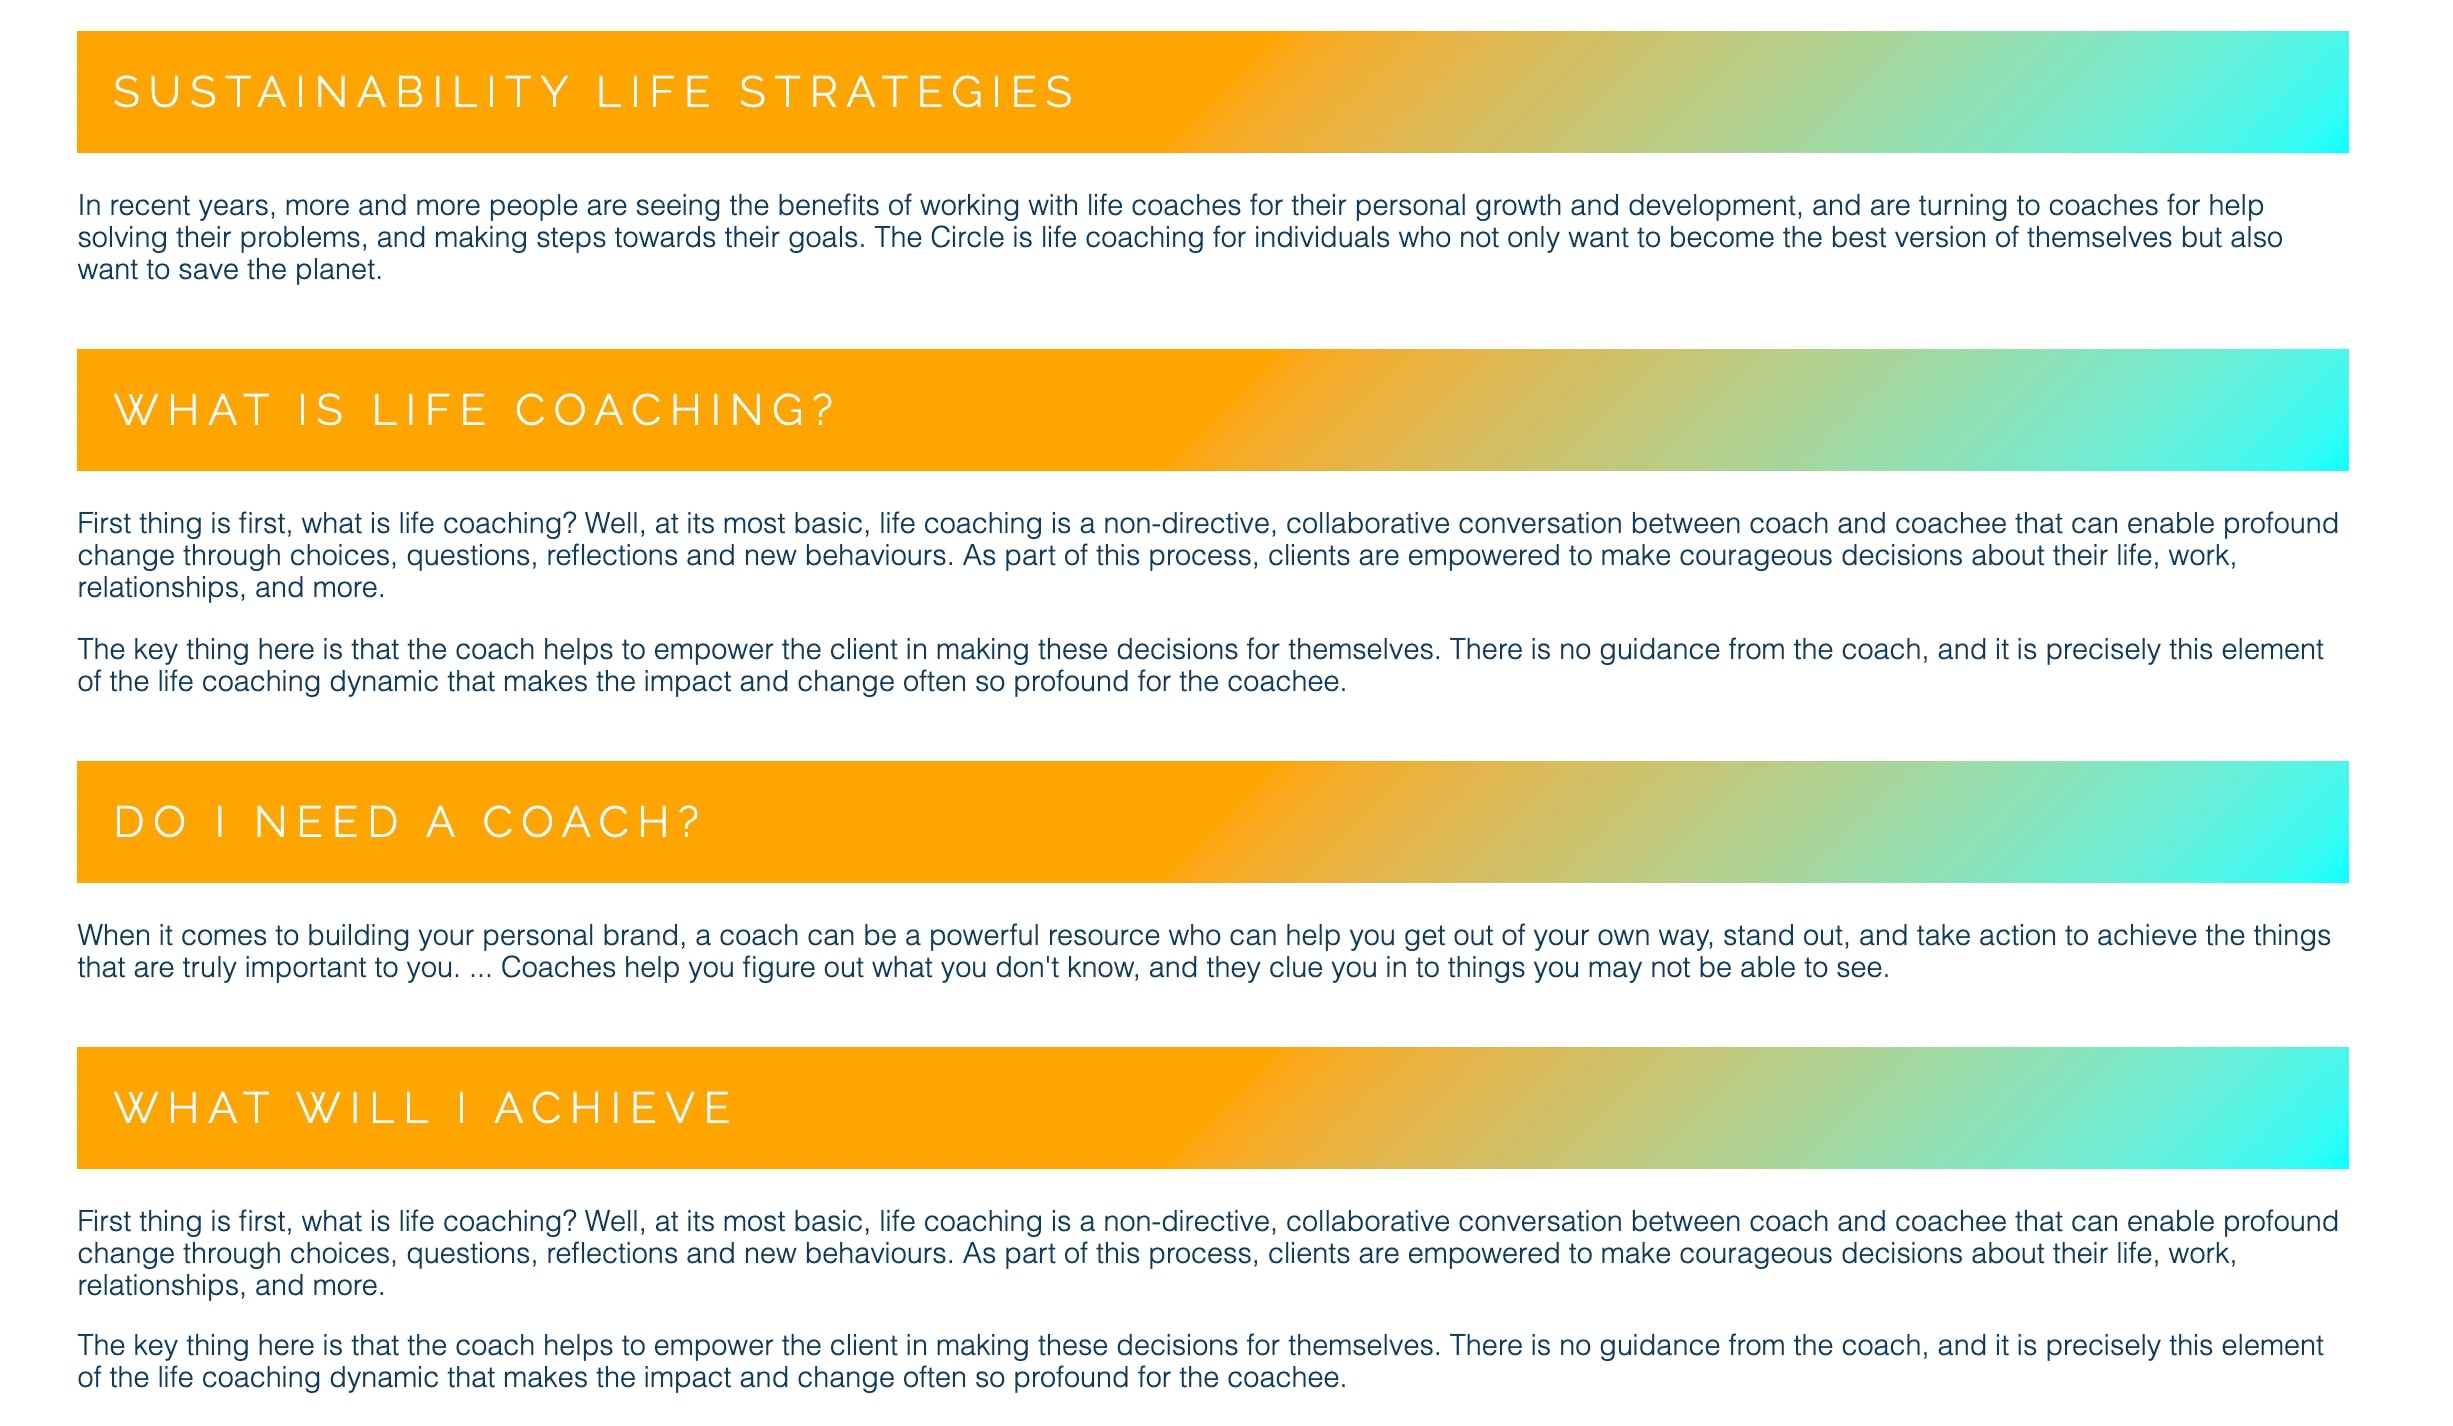 SUSTAINABILITY LIFE STRATEGIES
In recent years, more and more people are seeing the benefits of working with life coaches for their personal growth and development, and are turning to coaches for help
solving their problems, and making steps towards their goals. The Circle is life coaching for individuals who not only want to become the best version of themselves but also
want to save the planet.
WHAT IS LIFE COACHING?
First thing is first, what is life coaching? Well, at its most basic, life coaching is a non-directive, collaborative conversation between coach and coachee that can enable profound
change through choices, questions, reflections and new behaviours. As part of this process, clients are empowered to make courageous decisions about their life, work,
relationships, and more.
The key thing here is that the coach helps to empower the client in making these decisions for themselves. There is no guidance from the coach, and it is precisely this element
of the life coaching dynamic that makes the impact and change often so profound for the coachee.
DO I NEED A COACH?
When it comes to building your personal brand, a coach can be a powerful resource who can help you get out of your own way, stand out, and take action to achieve the things
that are truly important to you. ... Coaches help you figure out what you don't know, and they clue you in to things you may not be able to see.
WHAT WILL I ACHIEVE
First thing is first, what is life coaching? Well, at its most basic, life coaching is a non-directive, collaborative conversation between coach and coachee that can enable profound
change through choices, questions, reflections and new behaviours. As part of this process, clients are empowered to make courageous decisions about their life, work,
relationships, and more.
The key thing here is that the coach helps to empower the client in making these decisions for themselves. There is no guidance from the coach, and it is precisely this element
of the life coaching dynamic that makes the impact and change often so profound for the coachee.